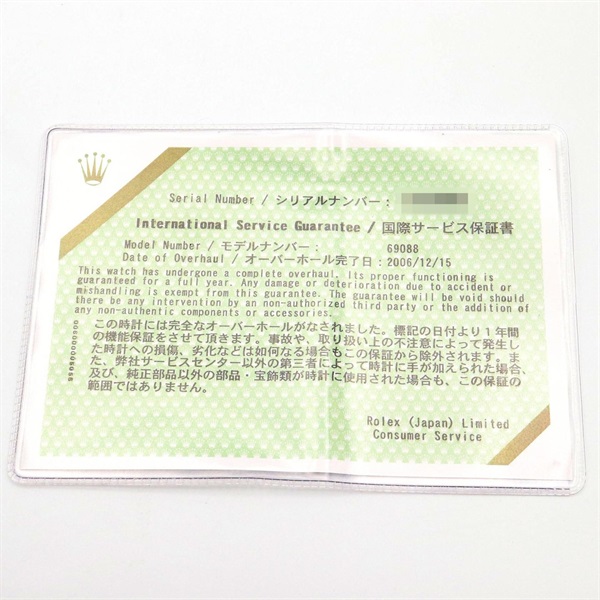 Serial Number / シリアルナンバー :
International Service Guarantee / 国際サービス保証書
Model Number / モデルナンバー : 69088
Date of Overhaul / オーバーホール完了日 : 2006/12/15
This watch has undergone a complete overhaul. Its proper functioning is
guaranteed for a full year. Any damage or deterioration due to accident or
mishandling is exempt from this guarantee. The guarantee will be void should
there be any intervention by an non-authorized third party or the addition of
any non-authentic components or accessories.
この時計には完全なオーバーホールがなされました。標記の日付より１年間
の機能保証をさせて頂きます。事故や、取り扱い上の不注意によって発生し
た時計への損傷、劣化などは如何なる場合もこの保証から除外されます。ま
た、弊社サービスセンター以外の第三者によって時計に手が加えられた場合、
及び、純正部品以外の部品・宝飾類が時計に使用された場合も、この保証の
範囲ではありません。
Rolex (Japan) Limited
Consumer Service